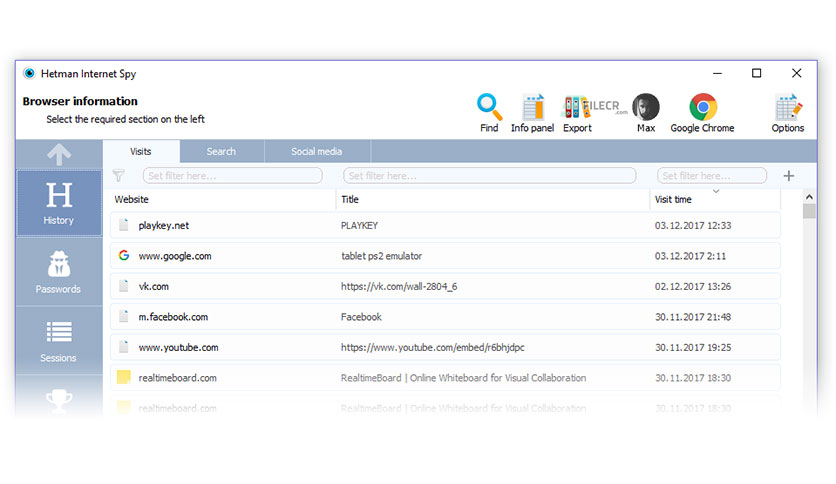 Hetman Internet Spy
Browser information
Select the required section on the left
Find
Info panel
Export
FILECR
.com
Max
Google Chrome
Options
Visits
Search
Social media
Set filter here...
Set filter here...
Set filter here...
Website
Title
Visit time
H
History
Passwords
Sessions
playkey.net
PLAYKEY
03.12.2017 12:33
www.google.com
tablet ps2 emulator
03.12.2017 2:11
vk.com
https://vk.com/wall-2804_6
02.12.2017 13:26
m.facebook.com
Facebook
30.11.2017 21:48
www.youtube.com
https://www.youtube.com/embed/r6bhjdpc
30.11.2017 19:25
realtimeboard.com
RealtimeBoard | Online Whiteboard for Visual Collaboration
30.11.2017 18:30
realtimeboard.com
RealtimeBoard | Online Whiteboard for Visual Collaboration
30.11.2017 18:30